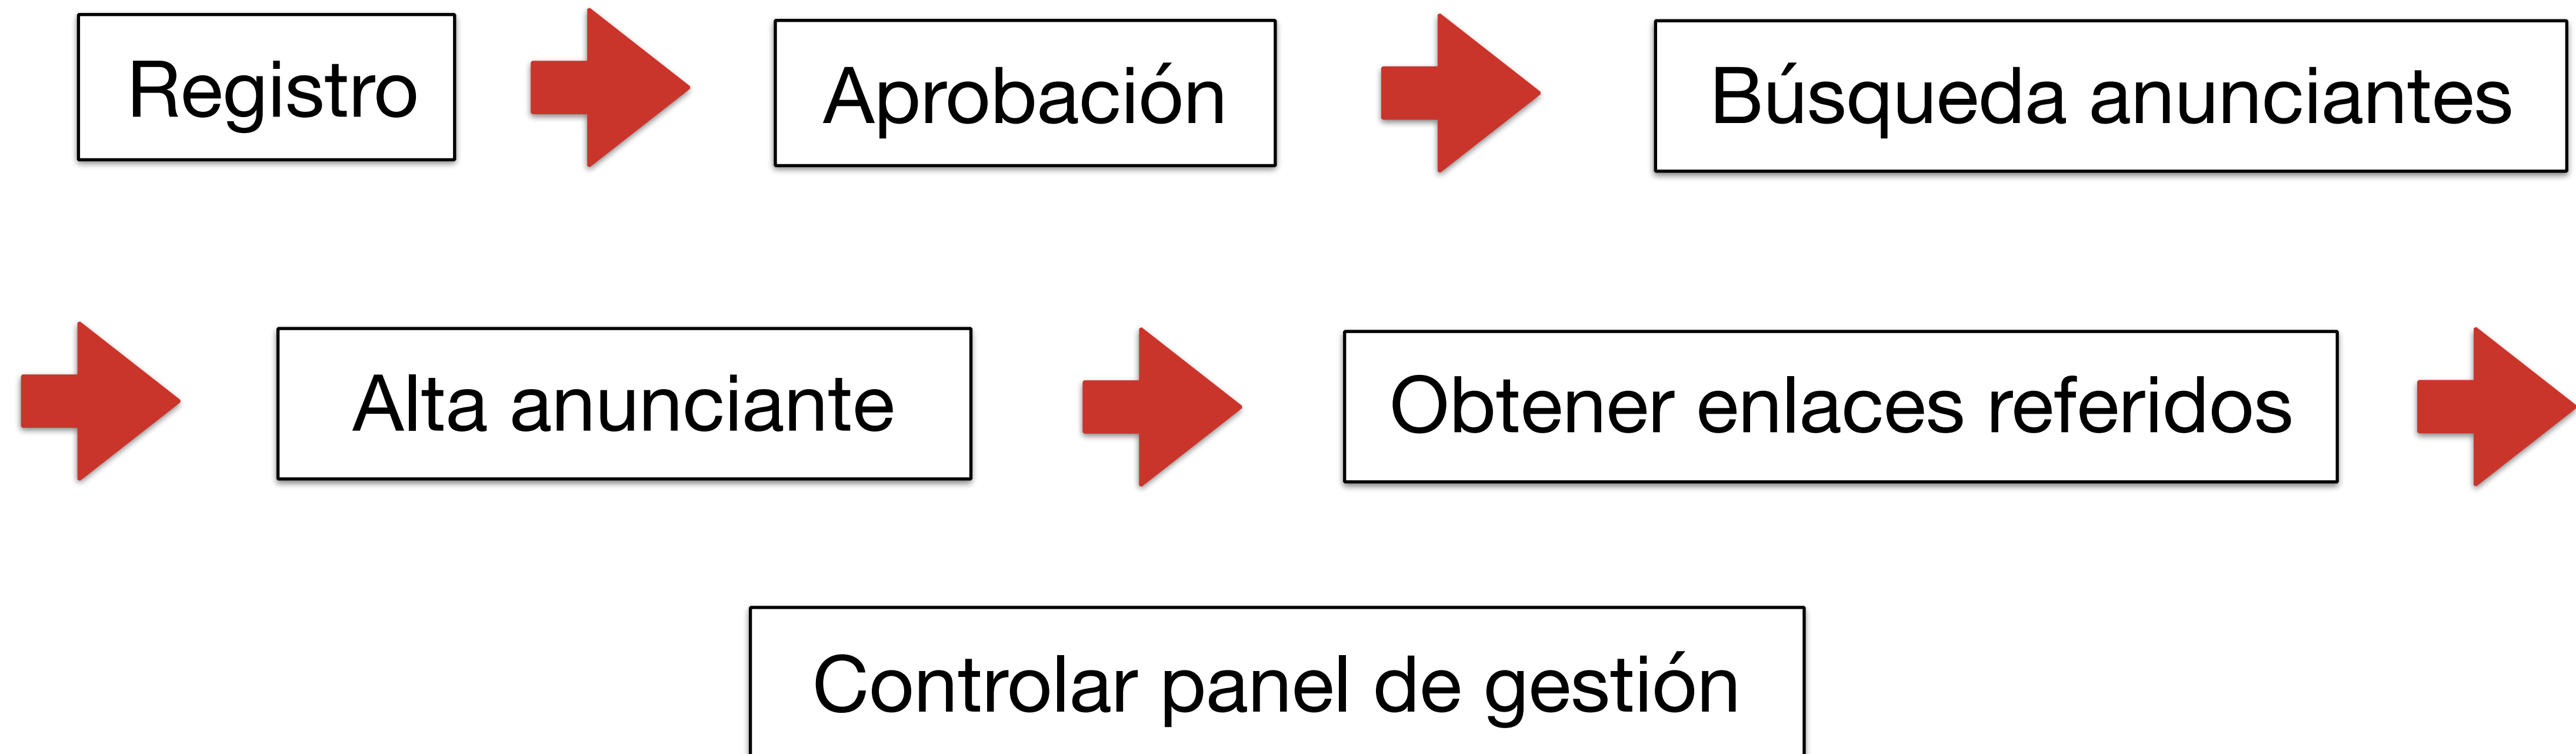 Registro
Aprobación
Búsqueda anunciantes
Alta anunciante
Obtener enlaces referidos
Controlar panel de gestión